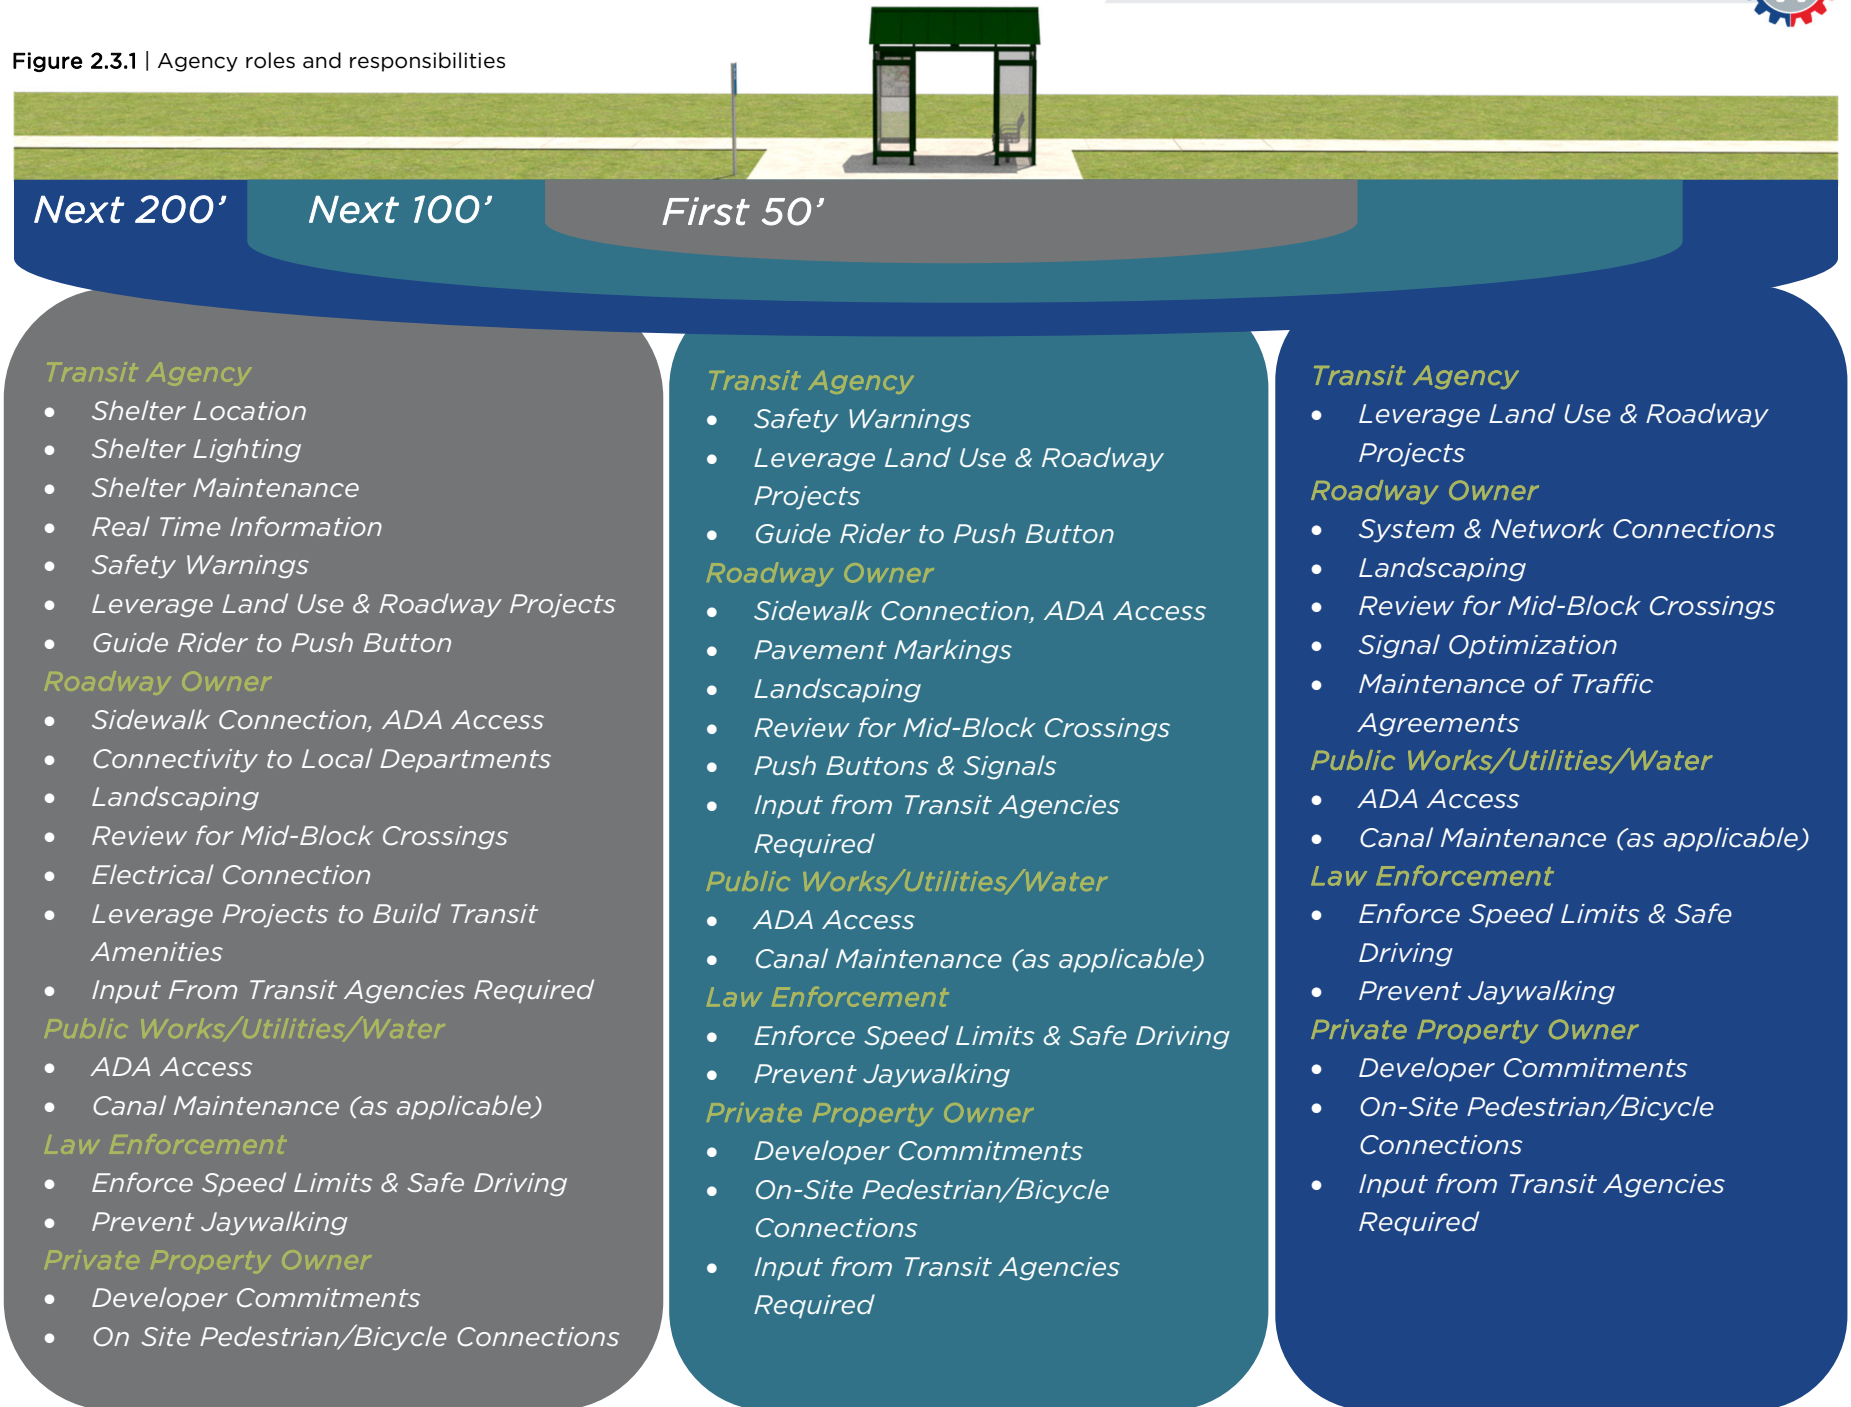 Figure 2.3.1 | Agency roles and responsibilities
Next 200’
Next 100’
First 50’
Transit Agency
• Shelter Location
• Shelter Lighting
• Shelter Maintenance
• Real Time Information
• Safety Warnings
• Leverage Land Use & Roadway Projects
• Guide Rider to Push Button
Roadway Owner
• Sidewalk Connection, ADA Access
• Connectivity to Local Departments
• Landscaping
• Review for Mid-Block Crossings
• Electrical Connection
• Leverage Projects to Build Transit
Amenities
• Input From Transit Agencies Required
Public Works/Utilities/Water
• ADA Access
• Canal Maintenance (as applicable)
Law Enforcement
• Enforce Speed Limits & Safe Driving
• Prevent Jaywalking
Private Property Owner
• Developer Commitments
• On Site Pedestrian/Bicycle Connections
Transit Agency
• Safety Warnings
• Leverage Land Use & Roadway
Projects
• Guide Rider to Push Button
Roadway Owner
• Sidewalk Connection, ADA Access
• Pavement Markings
• Landscaping
• Review for Mid-Block Crossings
• Push Buttons & Signals
• Input from Transit Agencies
Required
Public Works/Utilities/Water
• ADA Access
• Canal Maintenance (as applicable)
Law Enforcement
• Enforce Speed Limits & Safe Driving
• Prevent Jaywalking
Private Property Owner
• Developer Commitments
• On-Site Pedestrian/Bicycle
Connections
• Input from Transit Agencies
Required
Transit Agency
• Leverage Land Use & Roadway
Projects
Roadway Owner
• System & Network Connections
• Landscaping
• Review for Mid-Block Crossings
• Signal Optimization
• Maintenance of Traffic
Agreements
Public Works/Utilities/Water
• ADA Access
• Canal Maintenance (as applicable)
Law Enforcement
• Enforce Speed Limits & Safe
Driving
• Prevent Jaywalking
Private Property Owner
• Developer Commitments
• On-Site Pedestrian/Bicycle
Connections
• Input from Transit Agencies
Required